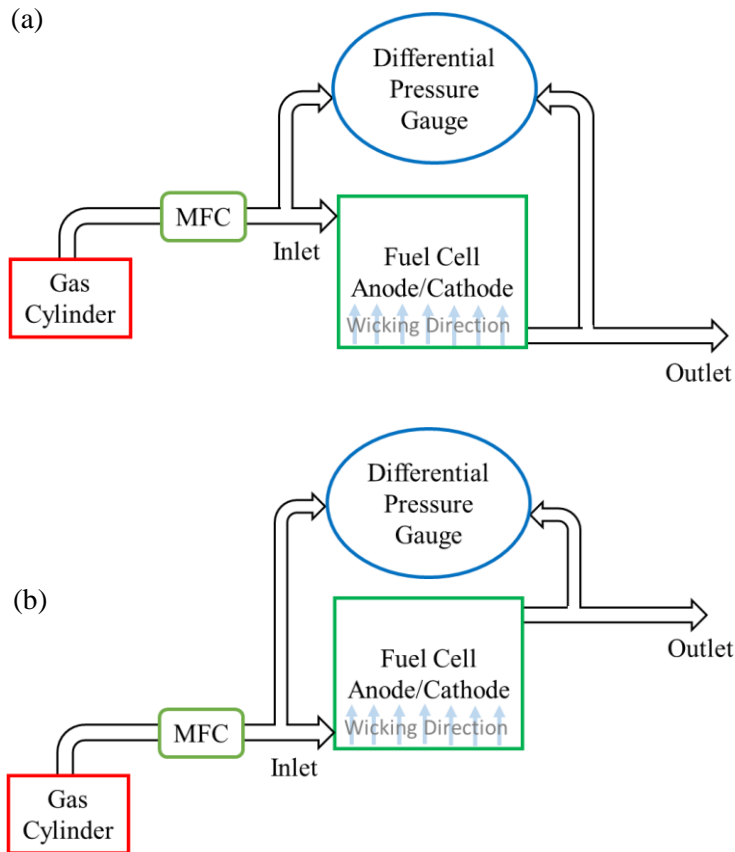 (a)
Differential
Pressure
Gauge
MFC
Inlet
Gas
Cylinder
Fuel Cell
Anode/Cathode
Wicking Direction
Outlet
(b)
Differential
Pressure
Gauge
Outlet
Fuel Cell
Anode/Cathode
Wicking Direction
MFC
Inlet
Gas
Cylinder